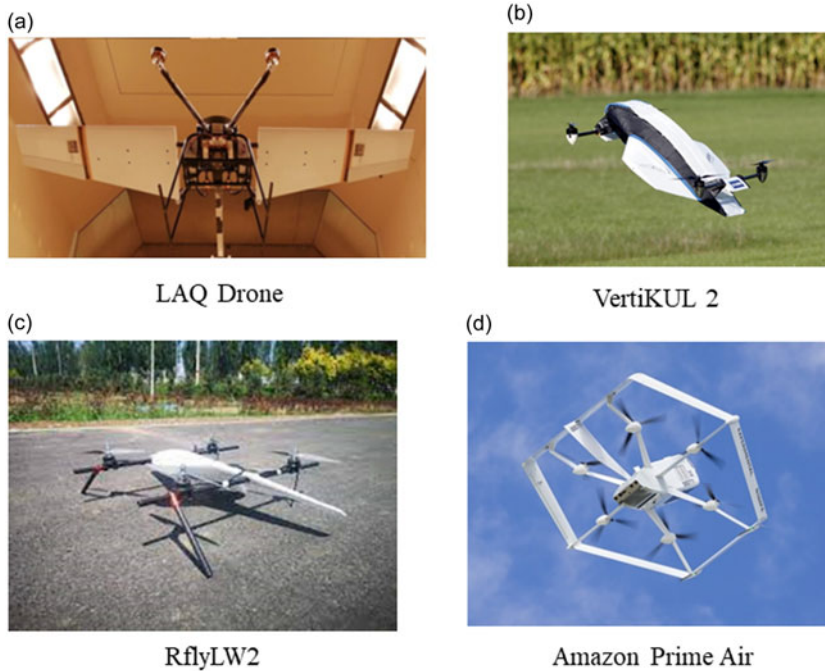 (a)
(b)
LAQ Drone
VertiKUL 2
(c)
(d)
RflyLW2
Amazon Prime Air